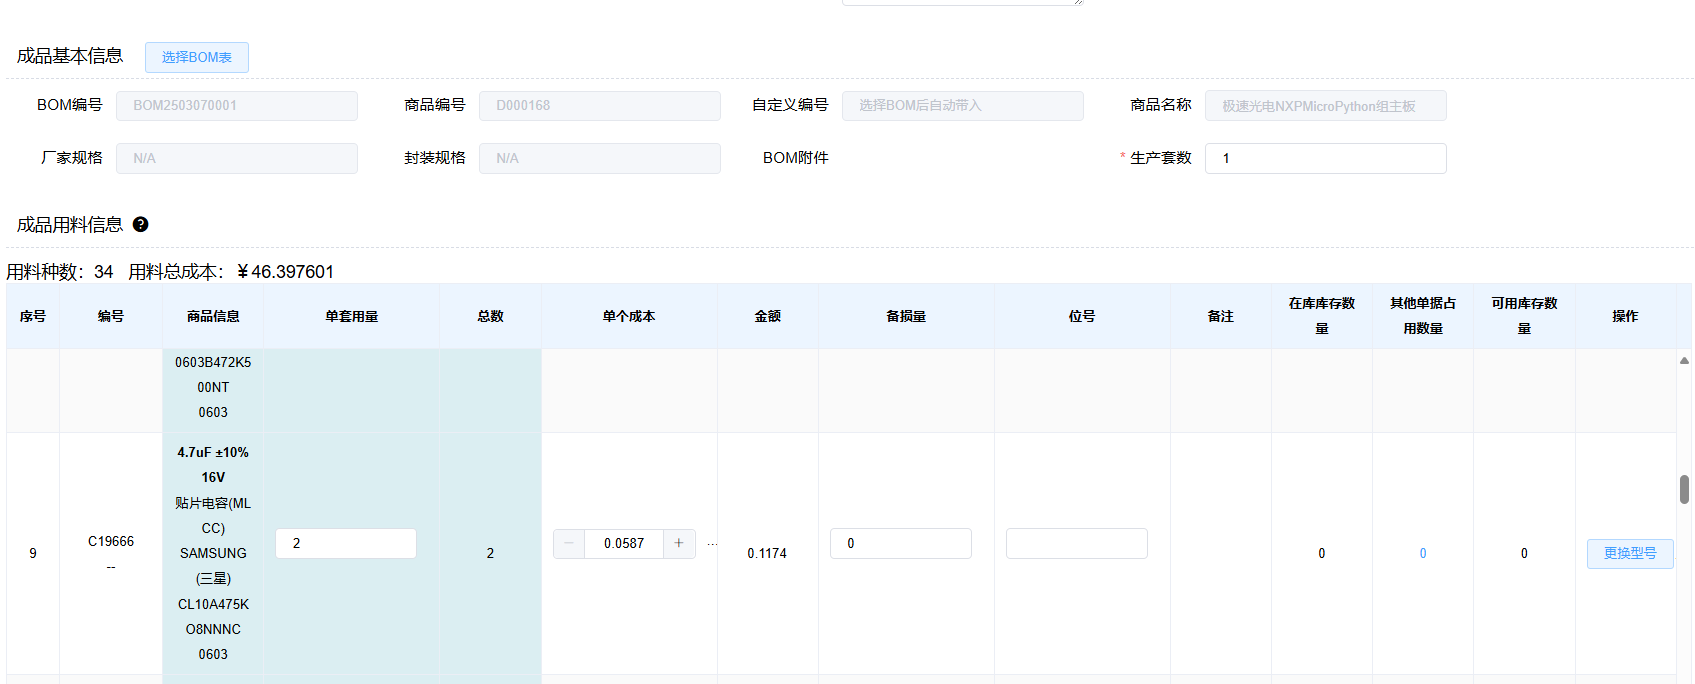 成品基本信息 选择BOM表
BOM编号 BOM2503070001 商品编号 D000168 自定义编号 选择BOM后自动带入 商品名称 极速光电NXPMicroPython组主板
厂家规格 N/A 封装规格 N/A BOM附件 * 生产套数 1
成品用料信息 ?
用料种数：34 用料总成本：￥46.397601
序号 编号 商品信息 单套用量 总数 单个成本 金额 备损量 位号 备注 在库库存数量 其他单据占用数量 可用库存数量 操作
0603B472K5
00NT
0603
4.7uF ±10%
16V
贴片电容(ML
CC)
SAMSUNG
(三星)
CL10A475K
O8NNNC
0603
9 C19666
--
2 2 － 0.0587 + ... 0.1174 0 0 0 0 更换型号